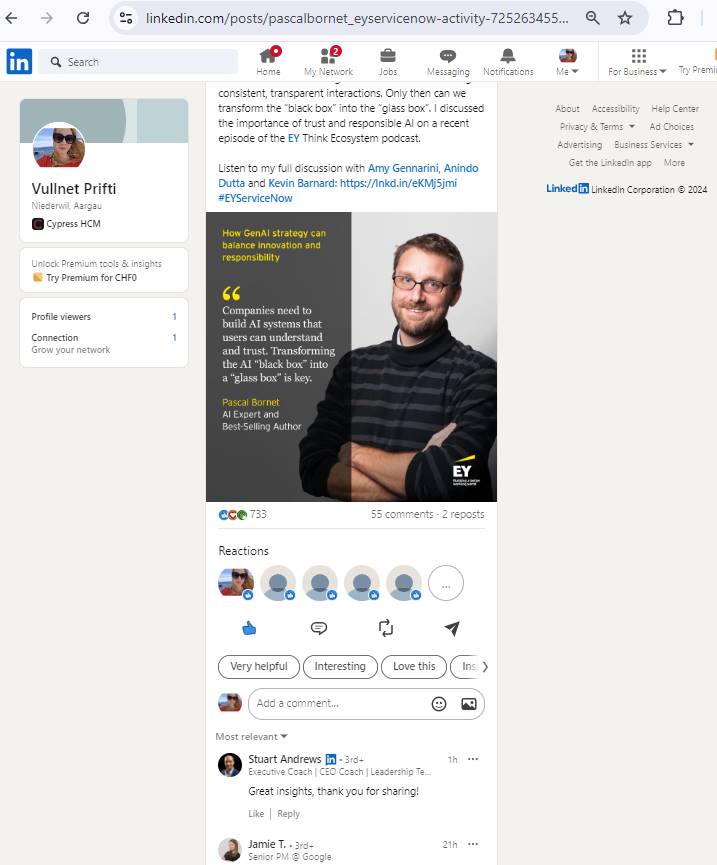 linkedin.com/posts/pascalbornet_eyservicenow-activity-725263455...
in
Search
Home
2
My Network
Jobs
Messaging
Notifications
Me
For Business
Try Premi
consistent, transparent interactions. Only then can we
transform the “black box” into the “glass box”. I discussed
the importance of trust and responsible AI on a recent
episode of the EY Think Ecosystem podcast.
Listen to my full discussion with Amy Gennarini, Anindo
Dutta and Kevin Barnard: https://lnkd.in/eKMj5jmi
#EYServiceNow
Vullnet Prifti
Niederwil, Aargau
Cypress HCM
Unlock Premium tools & insights
Try Premium for CHF0
Profile viewers 1
Connection 1
Grow your network
How GenAI strategy can
balance innovation and
responsibility
“
Companies need to
build AI systems that
users can understand
and trust. Transforming
the AI “black box” into
a “glass box” is key.
Pascal Bornet
AI Expert and
Best-Selling Author
EY
Building a better
working world
733
55 comments · 2 reposts
Reactions
...
Very helpful
Interesting
Love this
Ins
Add a comment...
Most relevant
Stuart Andrews in • 3rd+
1h
Executive Coach | CEO Coach | Leadership Te...
Great insights, thank you for sharing!
Like | Reply
Jamie T. • 3rd+
21h
Senior PM @ Google
About Accessibility Help Center
Privacy & Terms Ad Choices
Advertising Business Services
Get the LinkedIn app More
LinkedIn LinkedIn Corporation © 2024